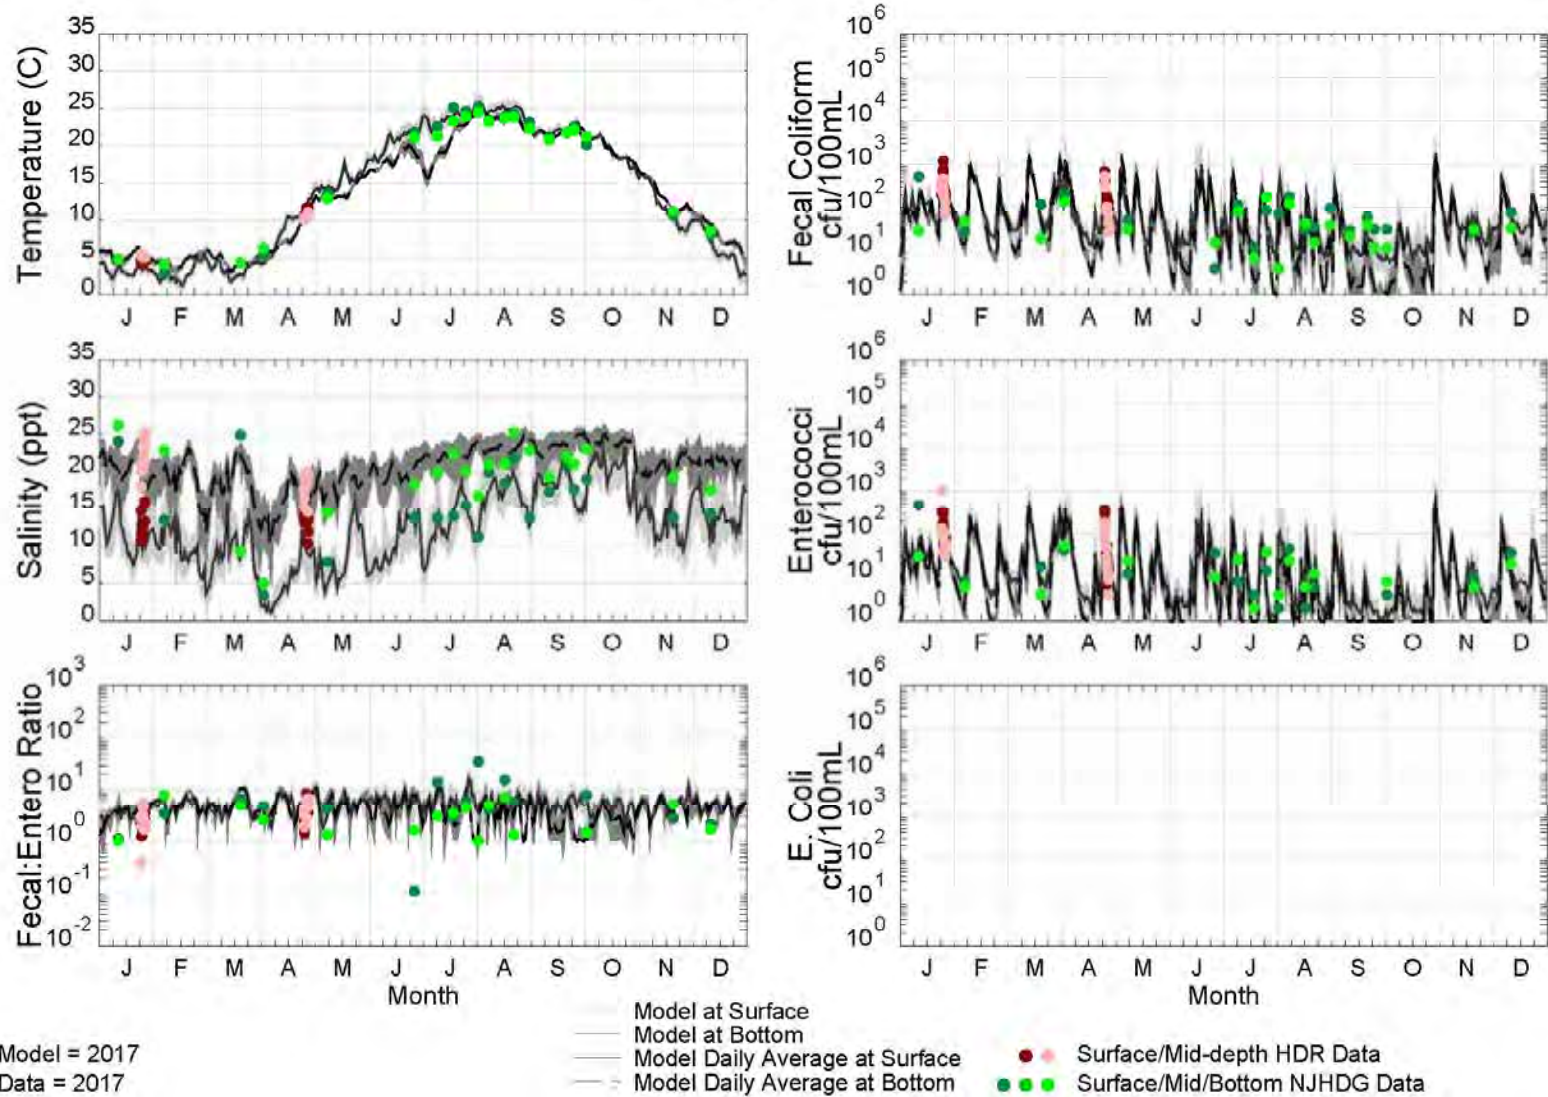 Temperature (C)
35
30
25
20
15
10
5
0
J F M A M J J A S O N D
Fecal Coliform
cfu/100mL
10^6
10^5
10^4
10^3
10^2
10^1
10^0
J F M A M J J A S O N D
Salinity (ppt)
35
30
25
20
15
10
5
0
J F M A M J J A S O N D
Enterococci
cfu/100mL
10^6
10^5
10^4
10^3
10^2
10^1
10^0
J F M A M J J A S O N D
Fecal:Entero Ratio
10^3
10^2
10^1
10^0
10^-1
10^-2
J F M A M J J A S O N D
Month
E. Coli
cfu/100mL
10^6
10^5
10^4
10^3
10^2
10^1
10^0
J F M A M J J A S O N D
Month
Model = 2017
Data = 2017
Model at Surface
Model at Bottom
Model Daily Average at Surface
Model Daily Average at Bottom
Surface/Mid-depth HDR Data
Surface/Mid/Bottom NJHDG Data